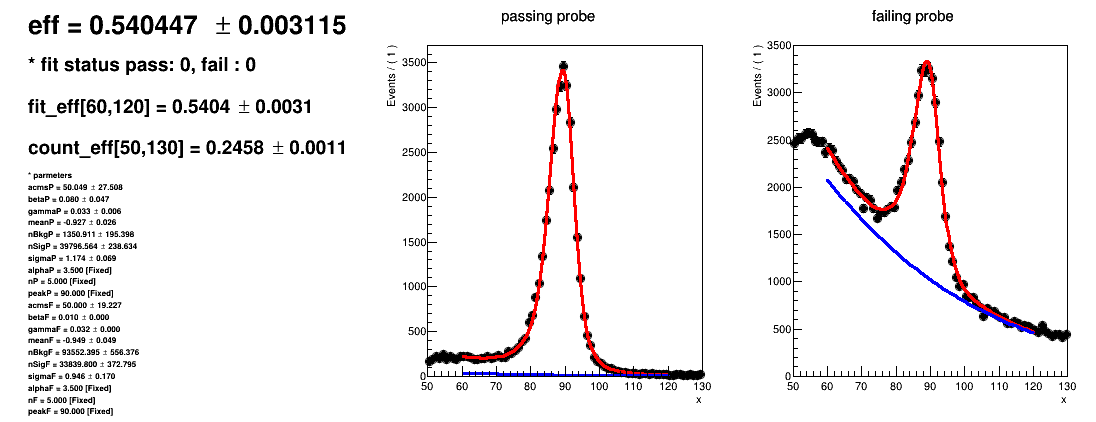 eff = 0.540447 ± 0.003115
* fit status pass: 0, fail : 0
fit_eff[60,120] = 0.5404 ± 0.0031
count_eff[50,130] = 0.2458 ± 0.0011
* parmeters
acmsP = 50.049 ± 27.508
betaP = 0.080 ± 0.047
gammaP = 0.033 ± 0.006
meanP = -0.927 ± 0.026
nBkgP = 1350.911 ± 195.398
nSigP = 39796.564 ± 238.634
sigmaP = 1.174 ± 0.069
alphaP = 3.500 [Fixed]
nP = 5.000 [Fixed]
peakP = 90.000 [Fixed]
acmsF = 50.000 ± 19.227
betaF = 0.010 ± 0.000
gammaF = 0.032 ± 0.000
meanF = -0.949 ± 0.049
nBkgF = 93552.395 ± 556.376
nSigF = 33839.800 ± 372.795
sigmaF = 0.946 ± 0.170
alphaF = 3.500 [Fixed]
nF = 5.000 [Fixed]
peakF = 90.000 [Fixed]
passing probe
Events / ( 1 )
3500
3000
2500
2000
1500
1000
500
0
50 60 70 80 90 100 110 120 130
x
failing probe
Events / ( 1 )
3500
3000
2500
2000
1500
1000
500
0
50 60 70 80 90 100 110 120 130
x